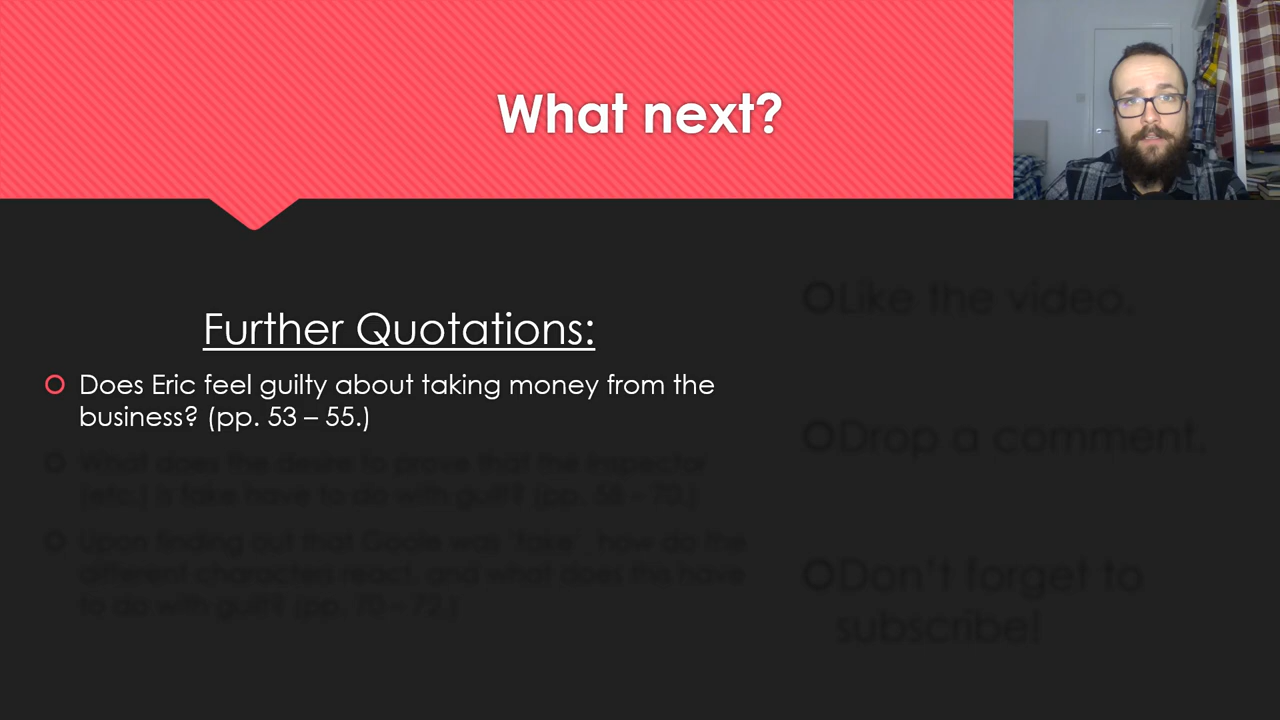 What next?
Further Quotations:
O Does Eric feel guilty about taking money from the
business? (pp. 53 – 55.)
O What does the desire to prove that the Inspector
(etc.) is fake have to do with guilt? (pp.
O Upon finding out that Goole was ‘fake’, how do the
different characters react, and what does this have
to do with guilt? (pp. 70 – 72.)
O Like the video.
O Drop a comment.
O Don’t forget to
subscribe!